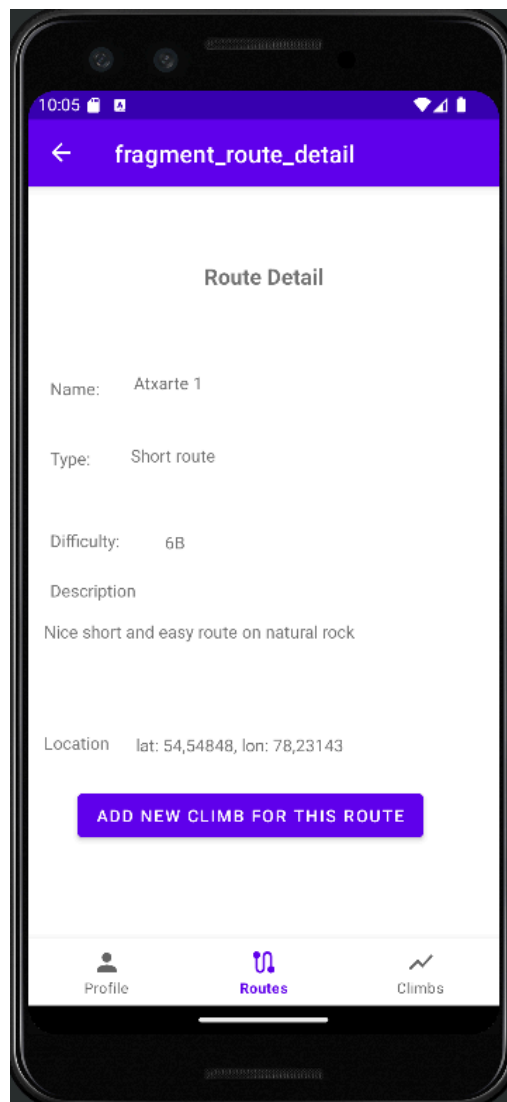 10:05
fragment_route_detail
Route Detail
Name: Atxarte 1
Type: Short route
Difficulty: 6B
Description
Nice short and easy route on natural rock
Location lat: 54,54848, lon: 78,23143
ADD NEW CLIMB FOR THIS ROUTE
Profile Routes Climbs